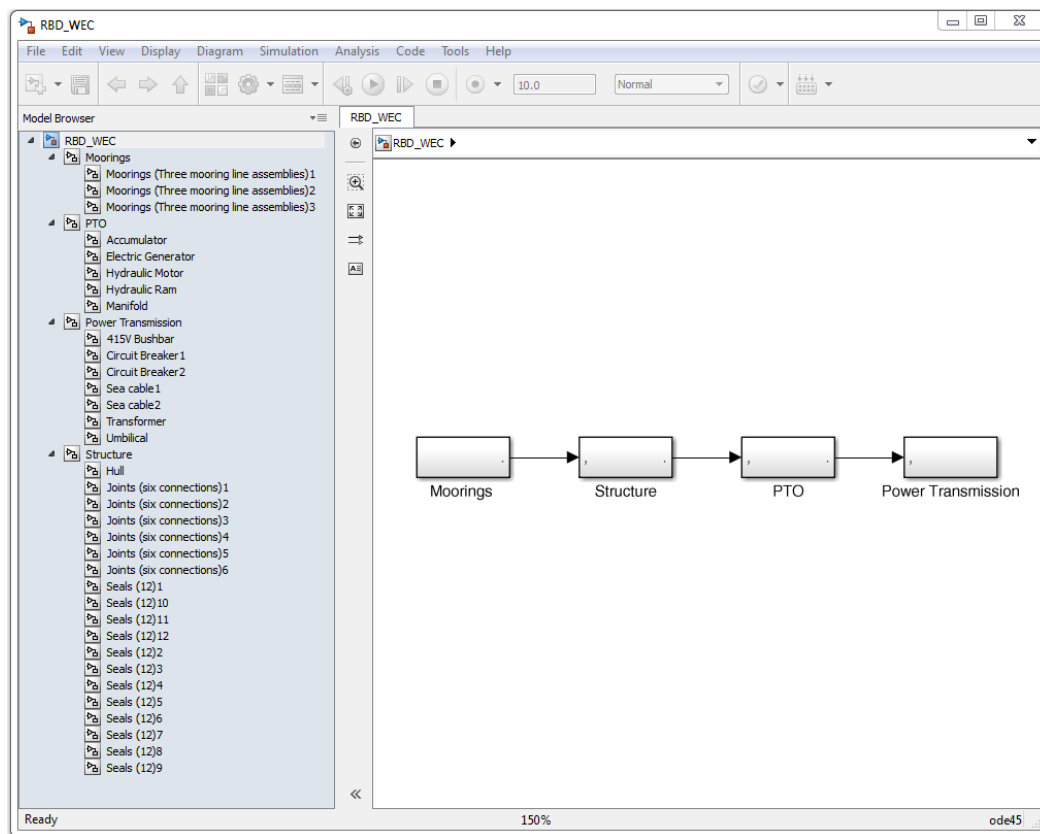 RBD_WEC
File Edit View Display Diagram Simulation Analysis Code Tools Help
10.0 Normal
Model Browser
RBD_WEC
RBD_WEC
RBD_WEC
Moorings
Moorings (Three mooring line assemblies)1
Moorings (Three mooring line assemblies)2
Moorings (Three mooring line assemblies)3
PTO
Accumulator
Electric Generator
Hydraulic Motor
Hydraulic Ram
Manifold
Power Transmission
415V Bushbar
Circuit Breaker1
Circuit Breaker2
Sea cable1
Sea cable2
Transformer
Umbilical
Structure
Hull
Joints (six connections)1
Joints (six connections)2
Joints (six connections)3
Joints (six connections)4
Joints (six connections)5
Joints (six connections)6
Seals (12)1
Seals (12)10
Seals (12)11
Seals (12)12
Seals (12)2
Seals (12)3
Seals (12)4
Seals (12)5
Seals (12)6
Seals (12)7
Seals (12)8
Seals (12)9
Moorings Structure PTO Power Transmission
Ready 150% ode45